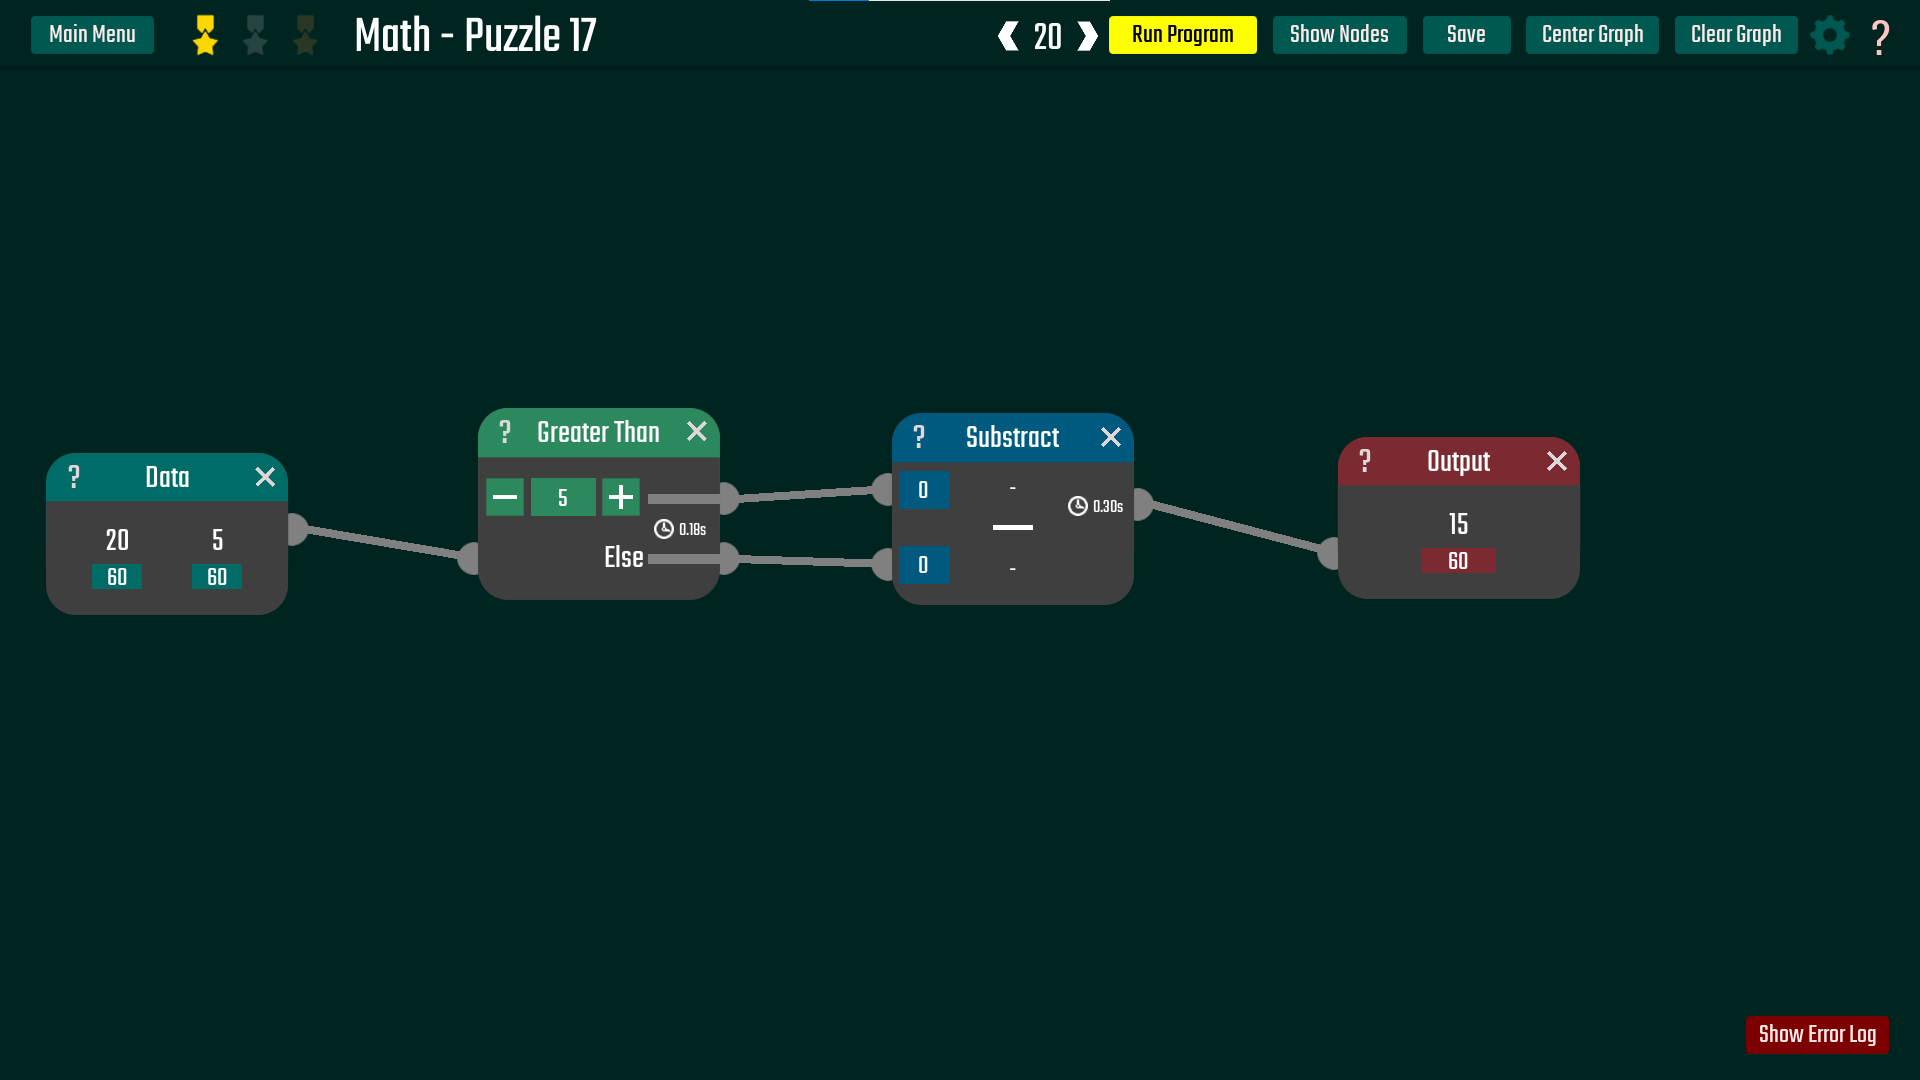 Main Menu
Math - Puzzle 17
20
Run Program
Show Nodes
Save
Center Graph
Clear Graph
?
? Data
20 5
60 60
? Greater Than
5
0.18s
Else
? Substract
0 -
0.30s
0 -
? Output
15
60
Show Error Log